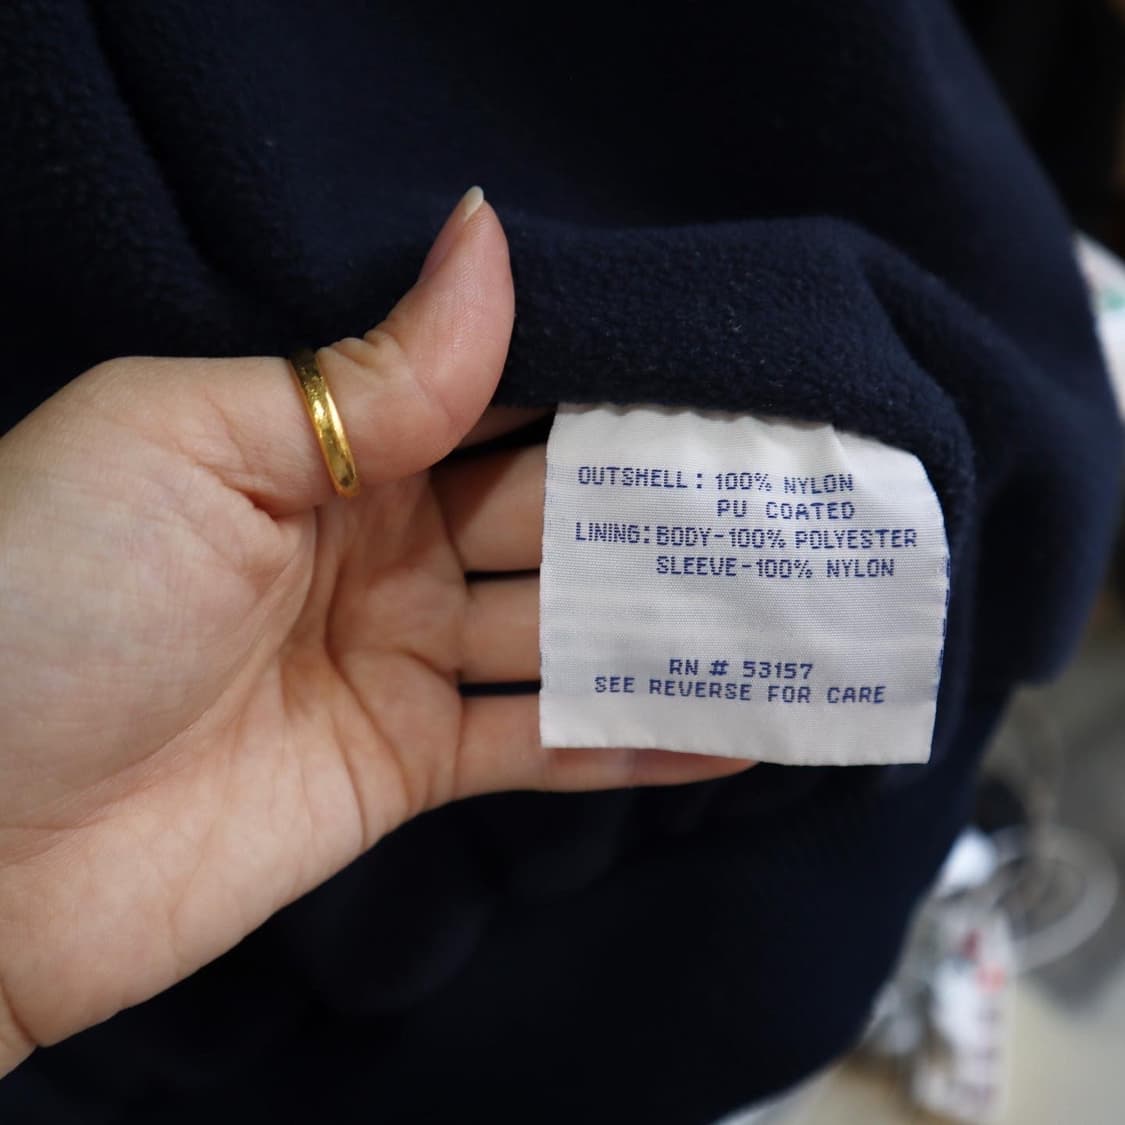 OUTSHELL: 100% NYLON
PU COATED
LINING: BODY-100% POLYESTER
SLEEVE-100% NYLON
RN # 53157
SEE REVERSE FOR CARE